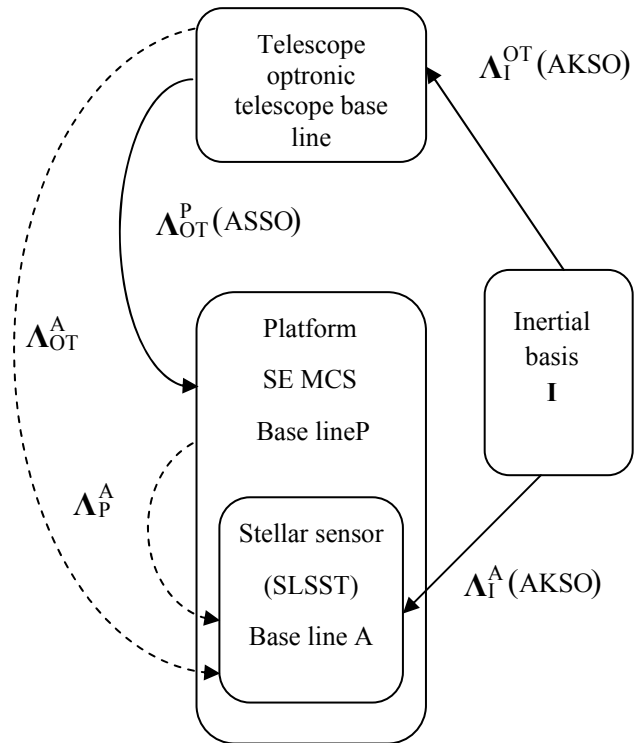 Telescope
optronic
telescope base
line
Λ_I^OT (AKSO)
Λ_OT^P (ASSO)
Λ_OT^A
Platform
SE MCS
Base lineP
Inertial
basis
I
Λ_P^A
Stellar sensor
(SLSST)
Base line A
Λ_I^A (AKSO)